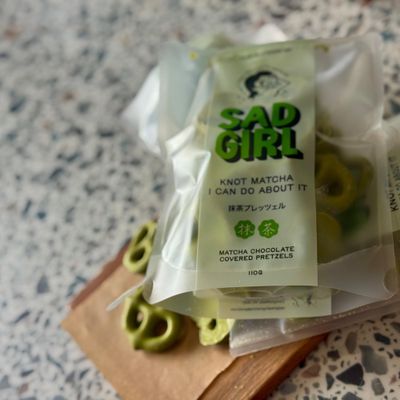 SAD
GIRL
KNOT MATCHA
I CAN DO ABOUT IT
抹茶プレッツェル
抹 茶
MATCHA CHOCOLATE
COVERED PRETZELS
110G